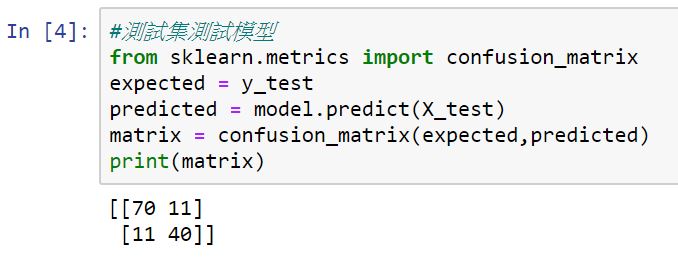 In [4]: #測試集測試模型
from sklearn.metrics import confusion_matrix
expected = y_test
predicted = model.predict(X_test)
matrix = confusion_matrix(expected,predicted)
print(matrix)
[[70 11]
 [11 40]]